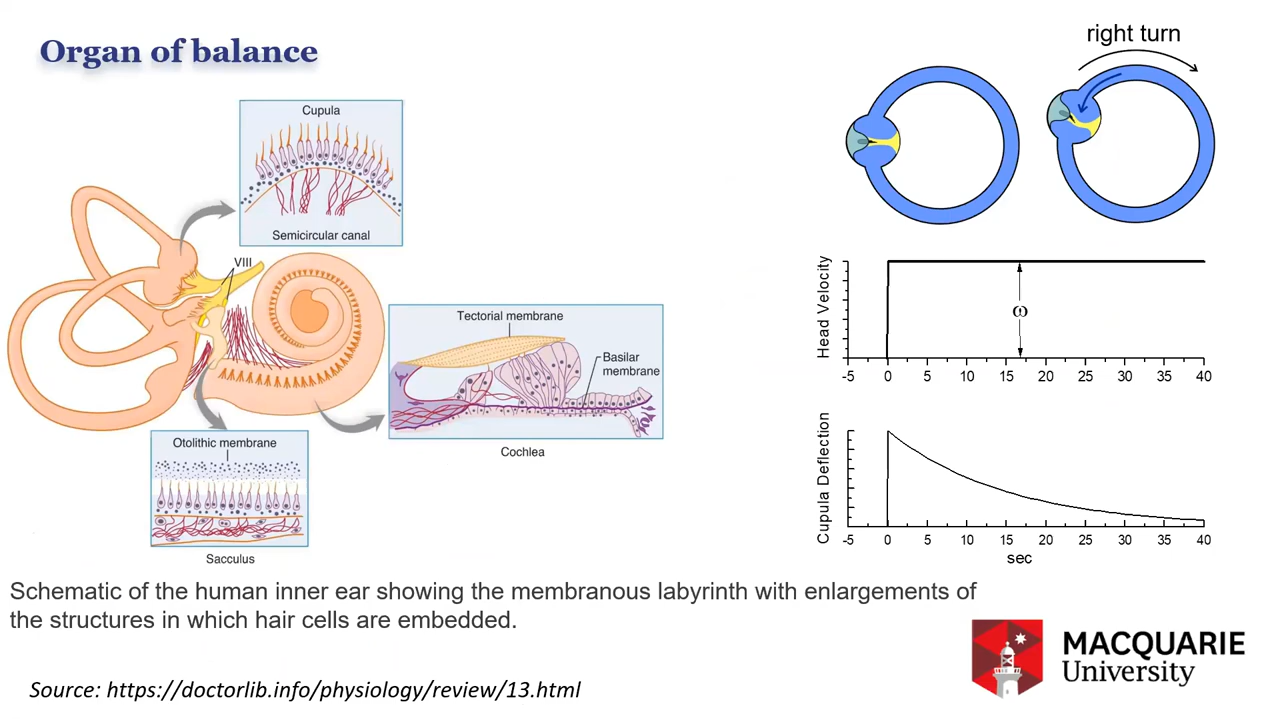 Organ of balance
Cupula
Semicircular canal
VIII
Tectorial membrane
Basilar
membrane
Cochlea
Otolithic membrane
Sacculus
right turn
Head Velocity
ω
-5 0 5 10 15 20 25 30 35 40
Cupula Deflection
-5 0 5 10 15 20 25 30 35 40
sec
Schematic of the human inner ear showing the membranous labyrinth with enlargements of
the structures in which hair cells are embedded.
MACQUARIE
University
Source: https://doctorlib.info/physiology/review/13.html